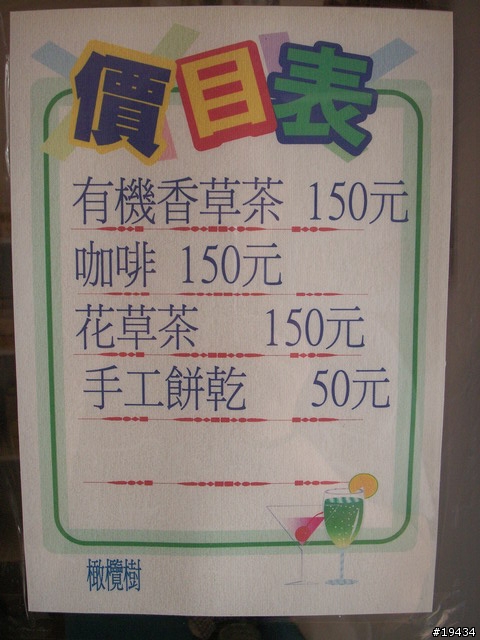 價目表
有機香草茶 150元
咖啡 150元
花草茶 150元
手工餅乾 50元
橄欖樹
#19434